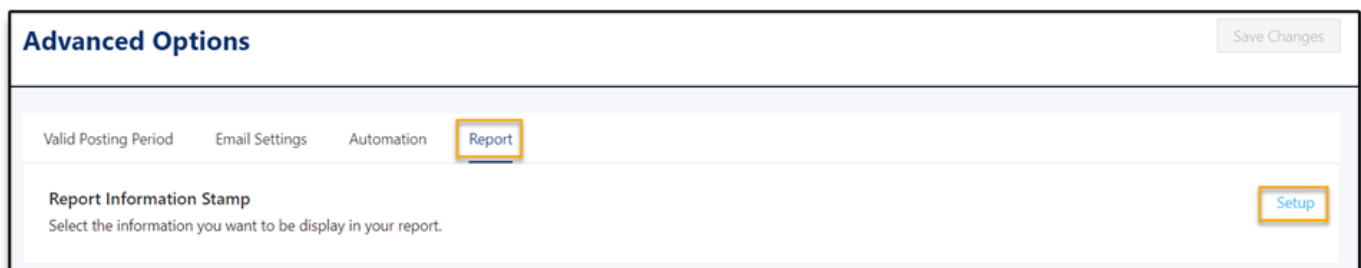 Advanced Options
Save Changes
Valid Posting Period Email Settings Automation Report
Report Information Stamp
Setup
Select the information you want to be display in your report.